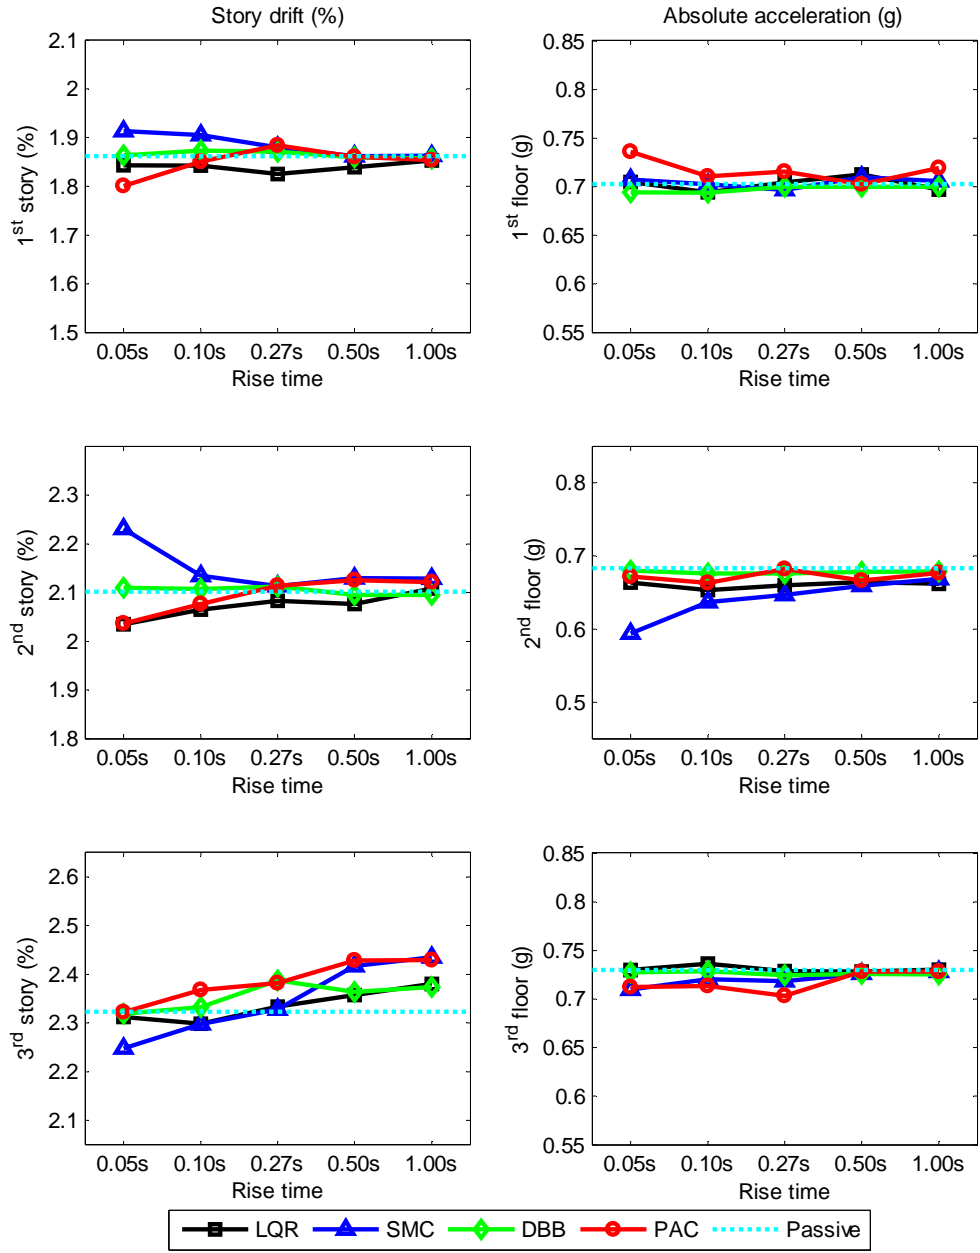 Story drift (%)
Absolute acceleration (g)
2.1
2
1.9
1.8
1.7
1.6
1.5
1st story (%)
0.05s 0.10s 0.27s 0.50s 1.00s
Rise time
0.85
0.8
0.75
0.7
0.65
0.6
0.55
1st floor (g)
0.05s 0.10s 0.27s 0.50s 1.00s
Rise time
2.3
2.2
2.1
2
1.9
1.8
2nd story (%)
0.05s 0.10s 0.27s 0.50s 1.00s
Rise time
0.8
0.7
0.6
0.5
2nd floor (g)
0.05s 0.10s 0.27s 0.50s 1.00s
Rise time
2.6
2.5
2.4
2.3
2.2
2.1
3rd story (%)
0.05s 0.10s 0.27s 0.50s 1.00s
Rise time
0.85
0.8
0.75
0.7
0.65
0.6
0.55
3rd floor (g)
0.05s 0.10s 0.27s 0.50s 1.00s
Rise time
LQR SMC DBB PAC Passive